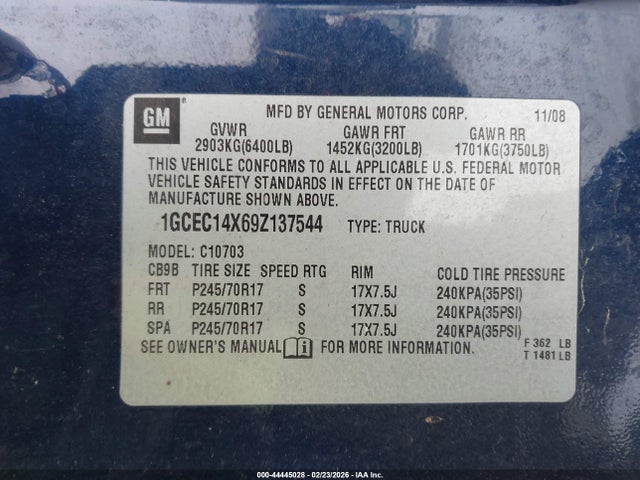 GM
MFD BY GENERAL MOTORS CORP. 11/08
GVWR GAWR FRT GAWR RR
2903KG(6400LB) 1452KG(3200LB) 1701KG(3750LB)
THIS VEHICLE CONFORMS TO ALL APPLICABLE U.S. FEDERAL MOTOR
VEHICLE SAFETY STANDARDS IN EFFECT ON THE DATE OF
MANUFACTURE SHOWN ABOVE.
1GCEC14X69Z137544 TYPE: TRUCK
MODEL: C10703
CB9B TIRE SIZE SPEED RTG RIM COLD TIRE PRESSURE
FRT P245/70R17 S 17X7.5J 240KPA(35PSI)
RR P245/70R17 S 17X7.5J 240KPA(35PSI)
SPA P245/70R17 S 17X7.5J 240KPA(35PSI)
SEE OWNER'S MANUAL i FOR MORE INFORMATION.
F 362 LB
T 1481 LB
000-44445028 - 02/23/2026 - IAA Inc.